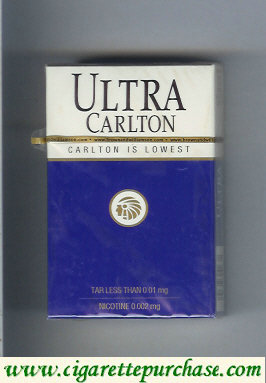 ULTRA
CARLTON
CARLTON IS LOWEST
TAR LESS THAN 0.01 mg
NICOTINE 0.002 mg
www.cigarettepurchase.com